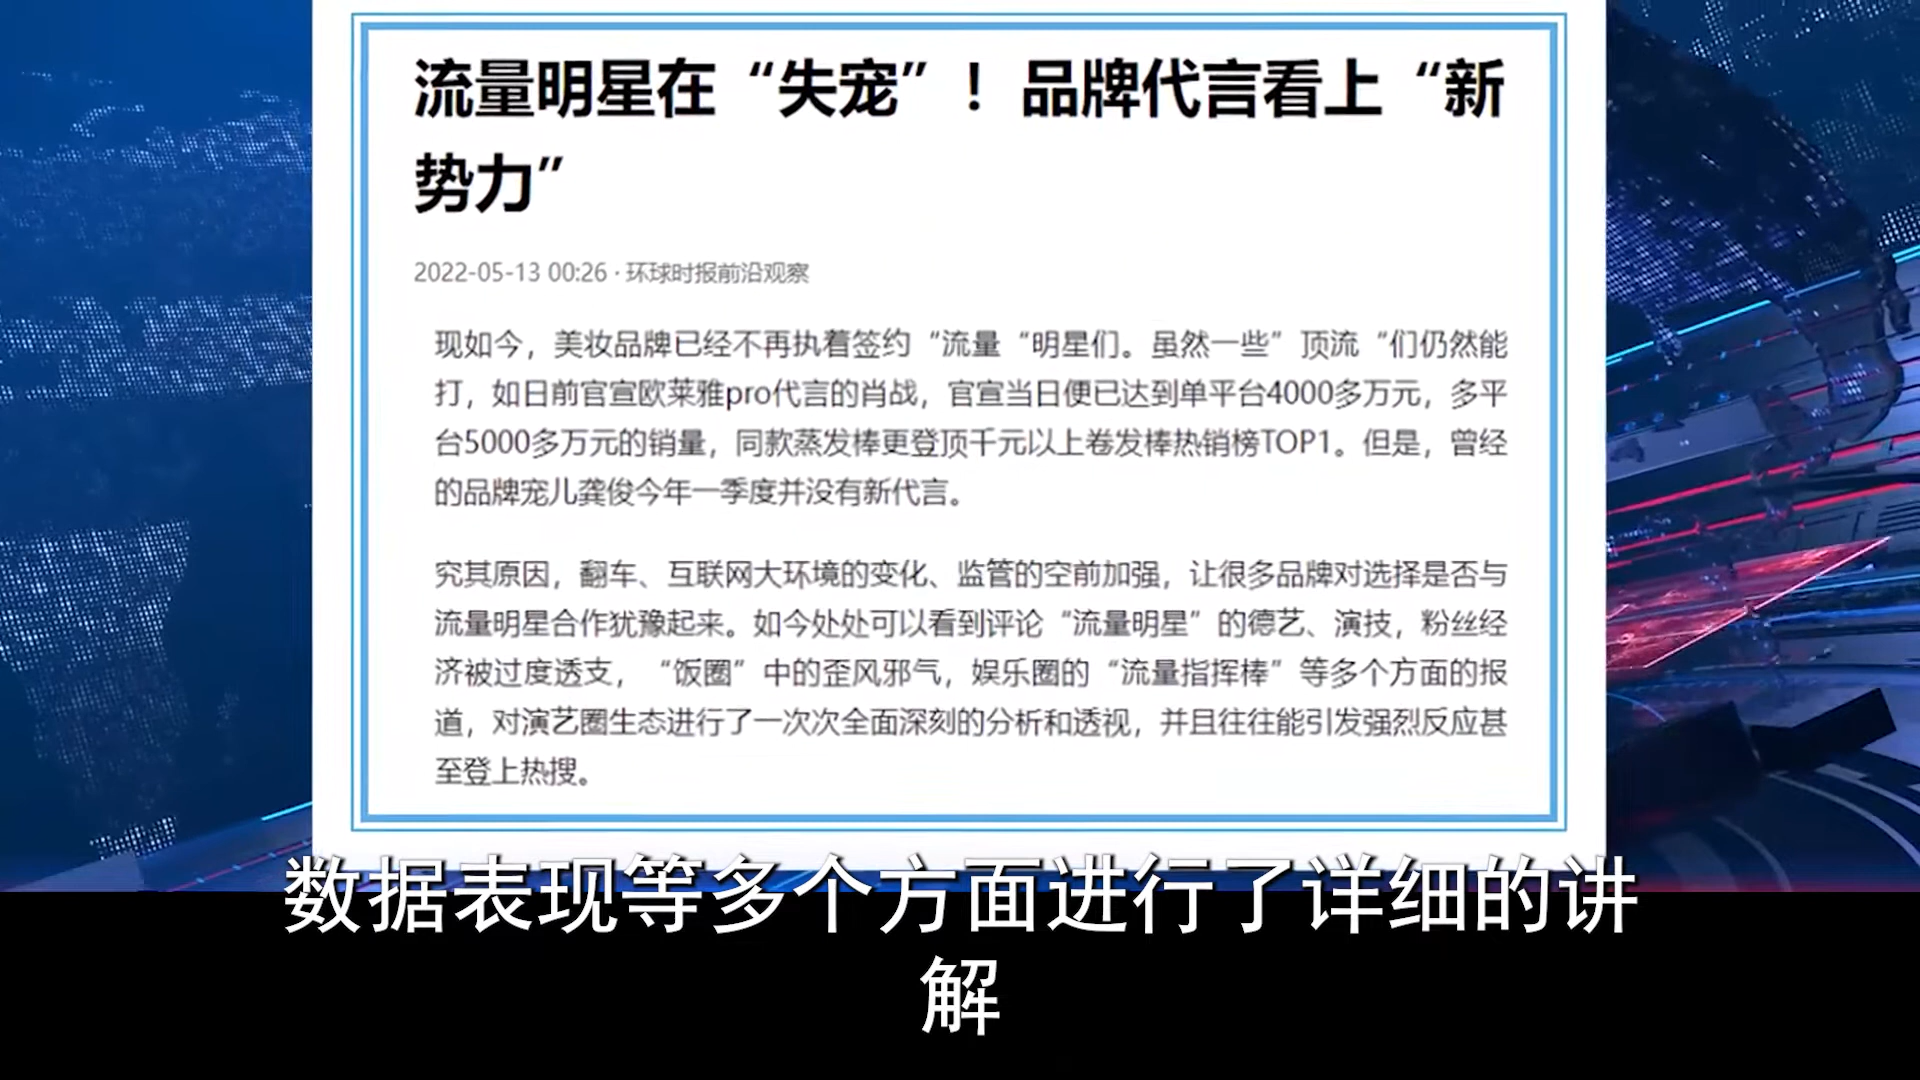 流量明星在“失宠”！品牌代言看上“新
势力”
2022-05-13 00:26 · 环球时报前沿观察
现如今，美妆品牌已经不再执着签约“流量“明星们。虽然一些”顶流“们仍然能
打，如日前官宣欧莱雅pro代言的肖战，官宣当日便已达到单平台4000多万元，多平
台5000多万元的销量，同款蒸发棒更登顶千元以上卷发棒热销榜TOP1。但是，曾经
的品牌宠儿龚俊今年一季度并没有新代言。
究其原因，翻车、互联网大环境的变化、监管的空前加强，让很多品牌对选择是否与
流量明星合作犹豫起来。如今处处可以看到评论“流量明星”的德艺、演技，粉丝经
济被过度透支，“饭圈”中的歪风邪气，娱乐圈的“流量指挥棒”等多个方面的报
道，对演艺圈生态进行了一次次全面深刻的分析和透视，并且往往能引发强烈反应甚
至登上热搜。
数据表现等多个方面进行了详细的讲
解